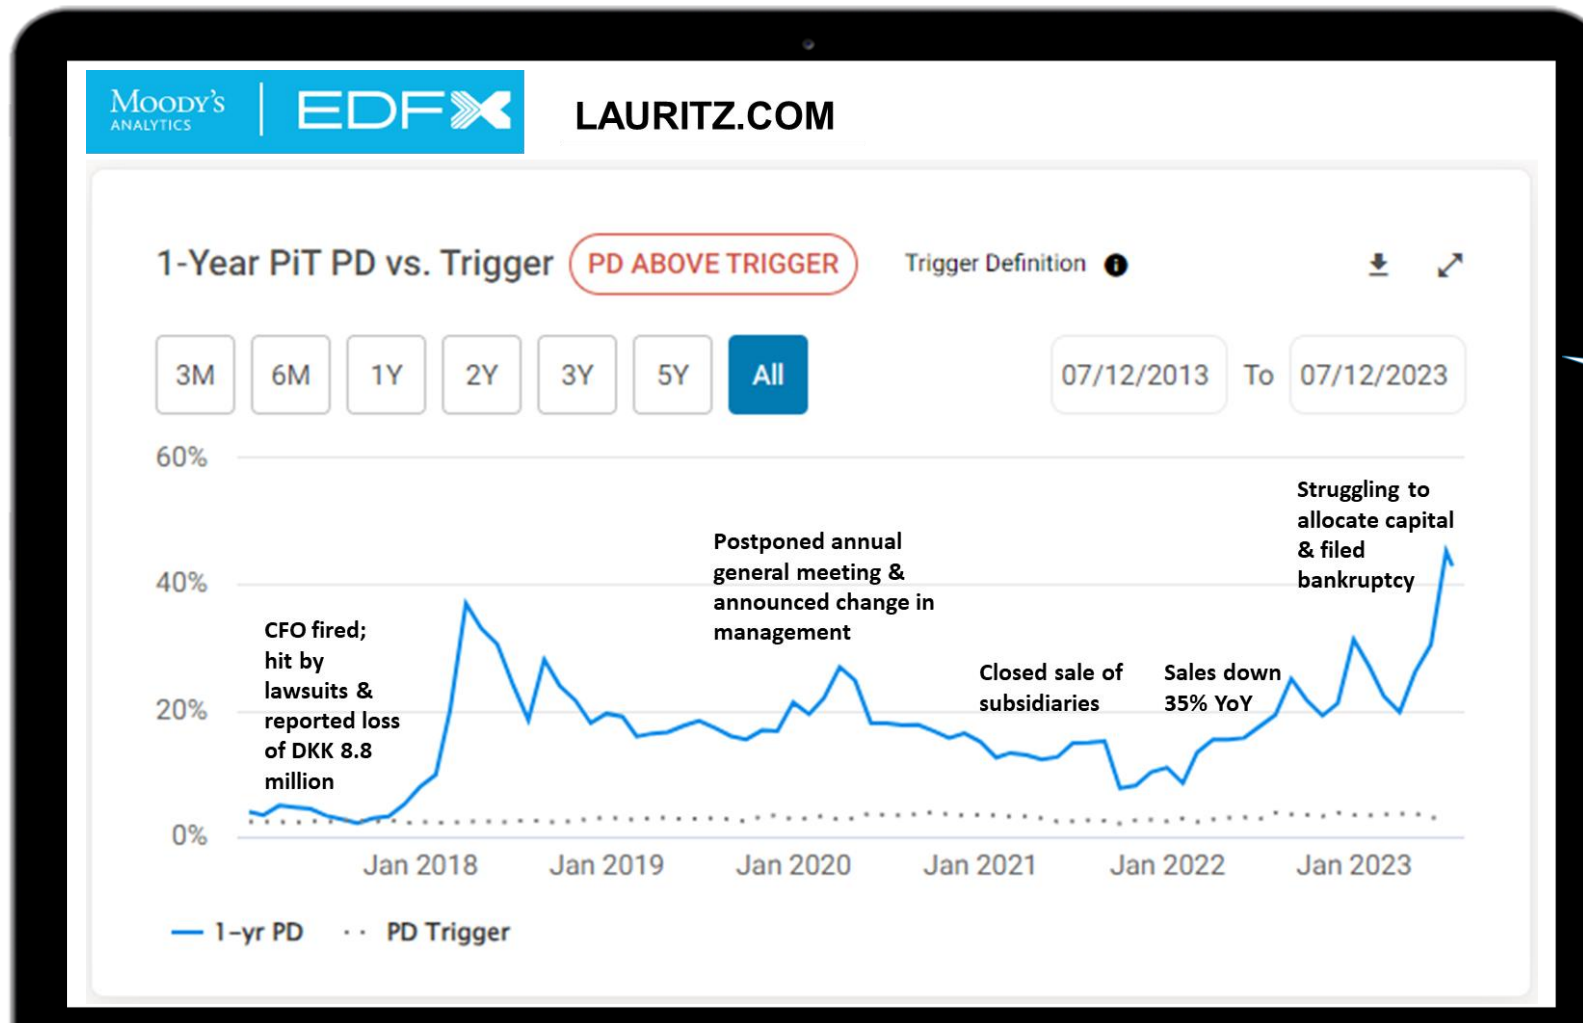 MOODY'S
ANALYTICS
EDFX
LAURITZ.COM
1-Year PiT PD vs. Trigger
PD ABOVE TRIGGER
Trigger Definition
3M
6M
1Y
2Y
3Y
5Y
All
07/12/2013 To 07/12/2023
60%
40%
20%
0%
CFO fired;
hit by
lawsuits &
reported loss
of DKK 8.8
million
Postponed annual
general meeting &
announced change in
management
Closed sale of
subsidiaries
Sales down
35% YoY
Struggling to
allocate capital
& filed
bankruptcy
Jan 2018
Jan 2019
Jan 2020
Jan 2021
Jan 2022
Jan 2023
1-yr PD
PD Trigger